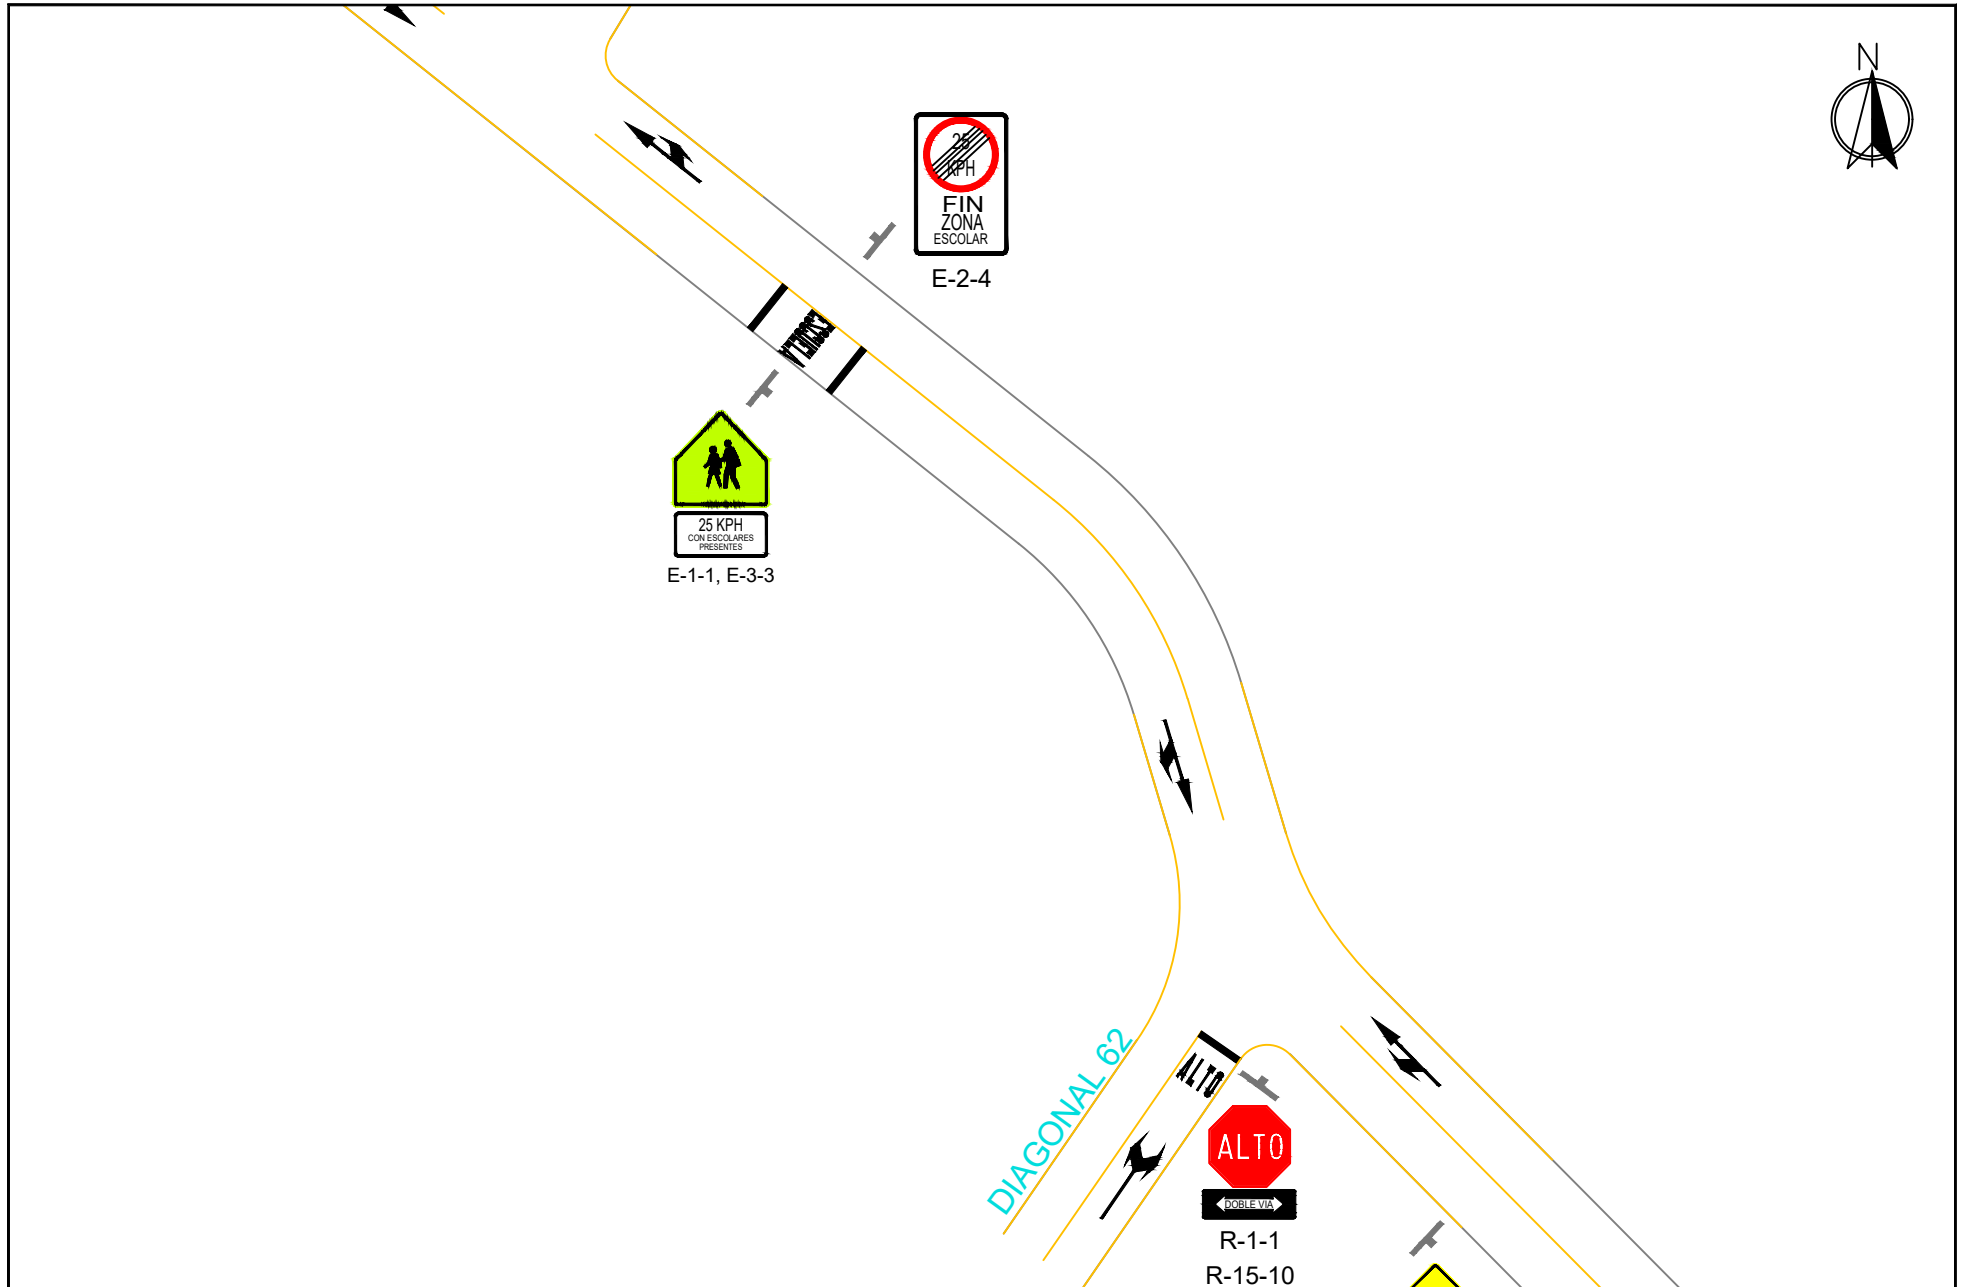 N
25
KPH
FIN
ZONA
ESCOLAR
E-2-4
ESCUELA
25 KPH
CON ESCOLARES
PRESENTES
E-1-1, E-3-3
DIAGONAL 62
ALTO
ALTO
DOBLE VIA
R-1-1
R-15-10